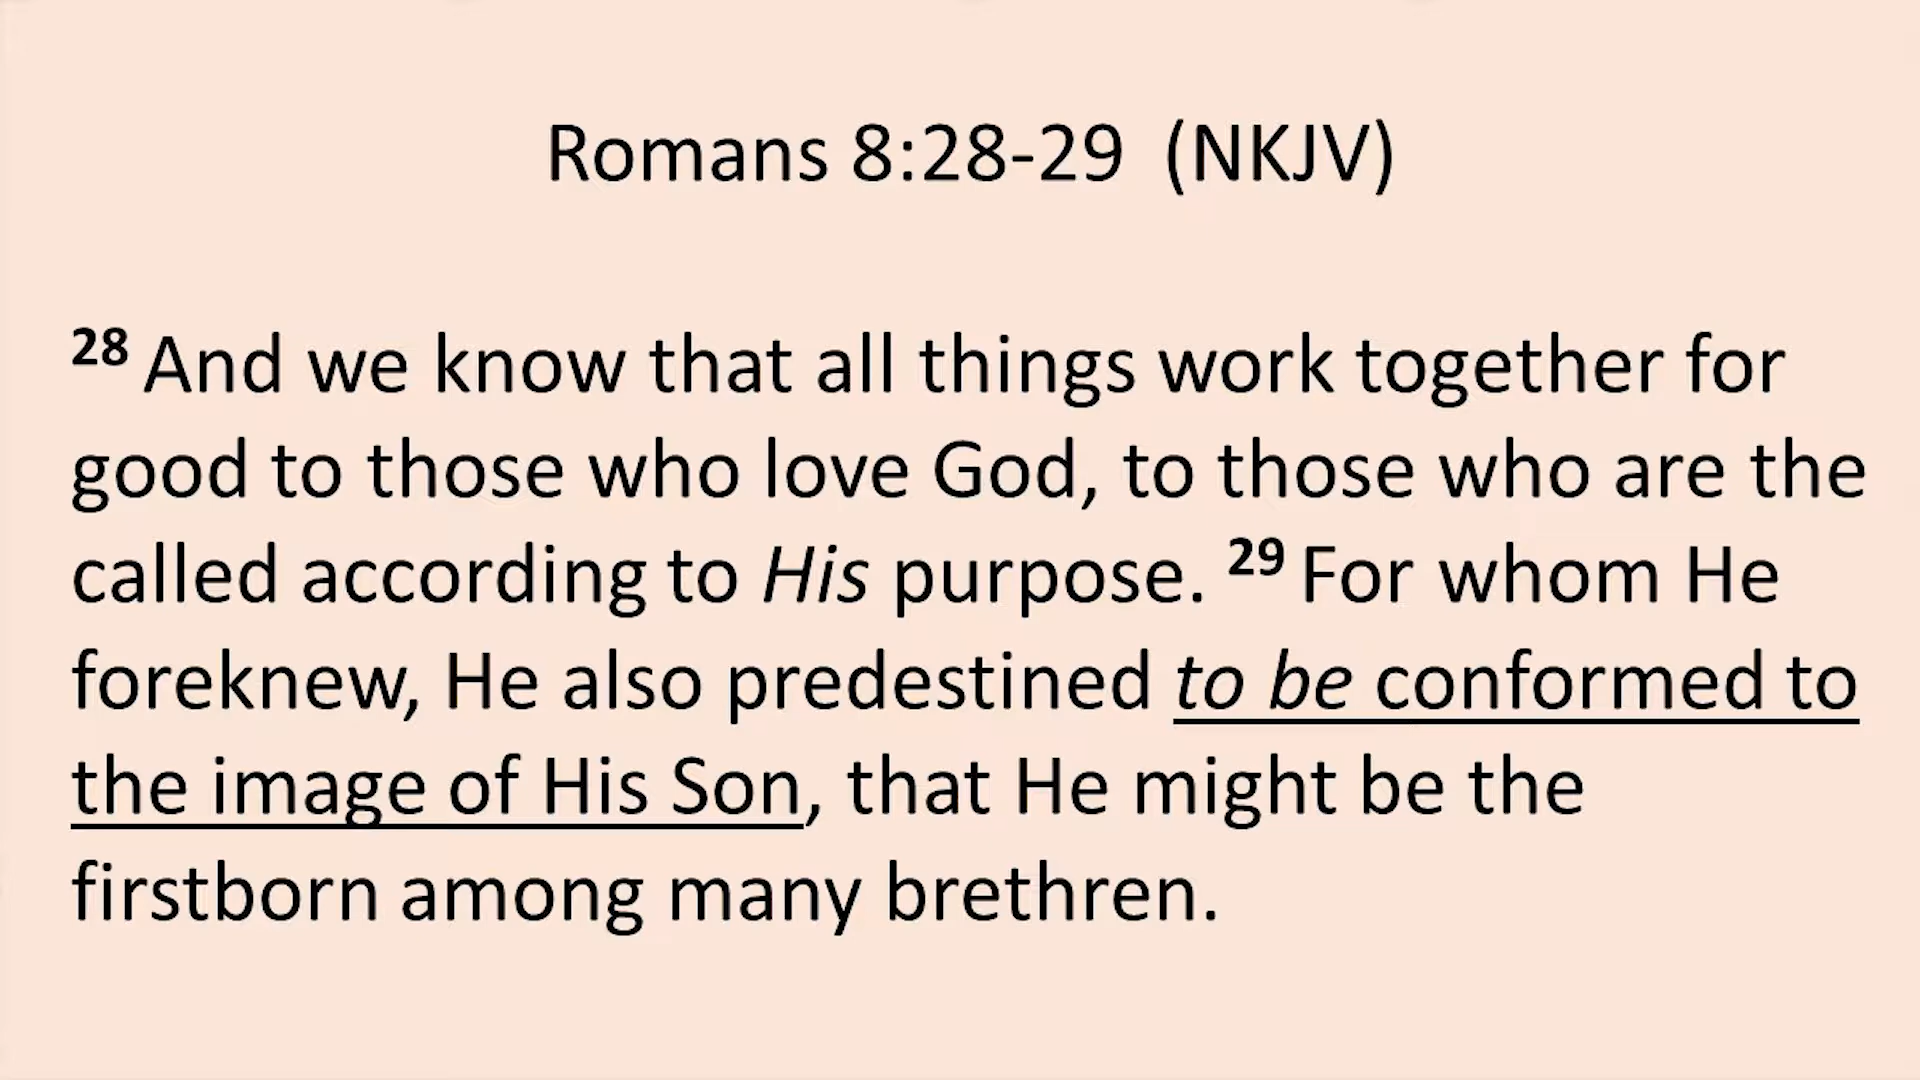 Romans 8:28-29 (NKJV)
28 And we know that all things work together for
good to those who love God, to those who are the
called according to His purpose. 29 For whom He
foreknew, He also predestined to be conformed to
the image of His Son, that He might be the
firstborn among many brethren.